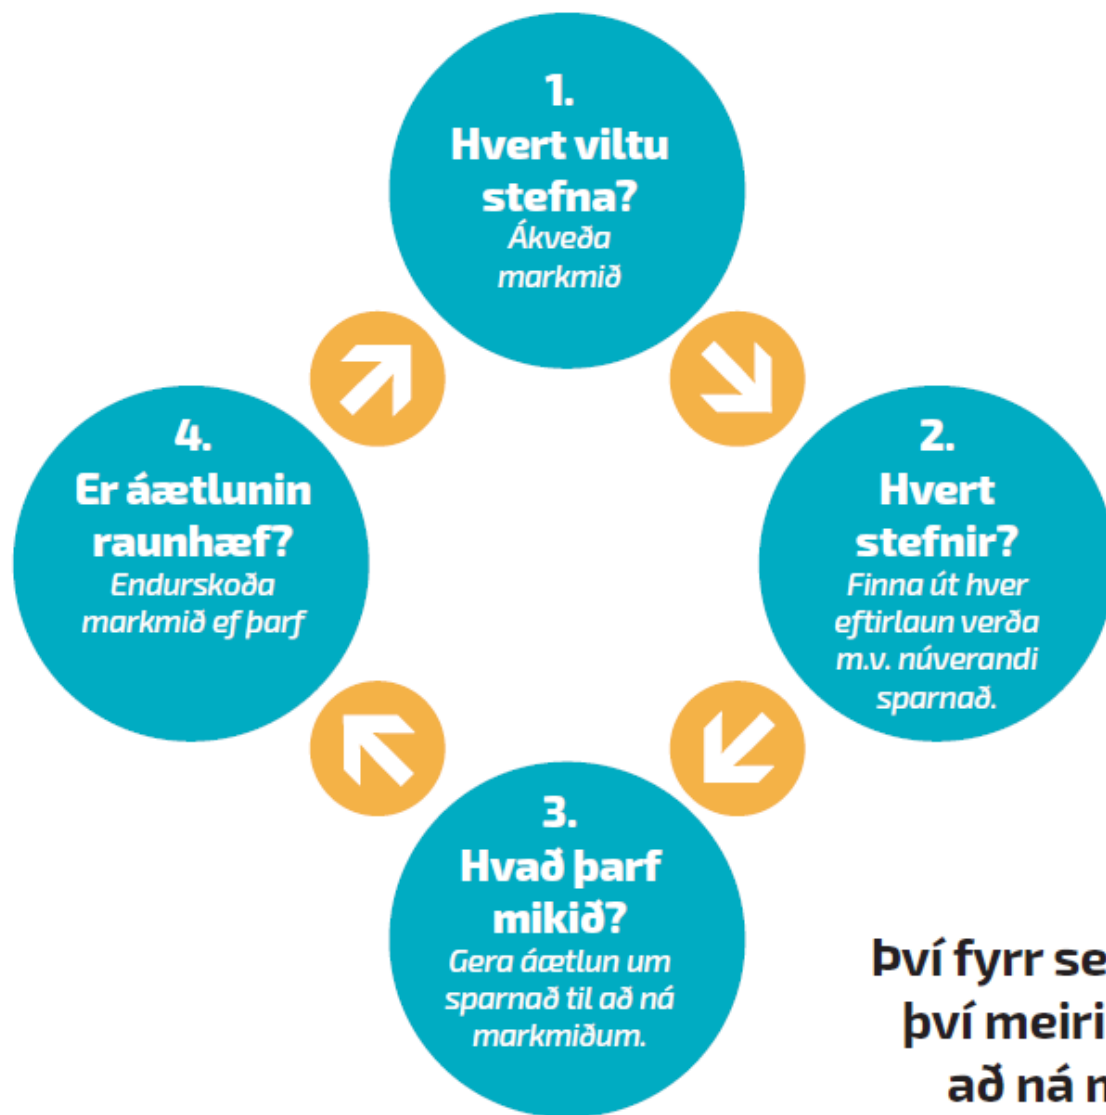 1.
Hvert viltu
stefna?
Ákveða
markmið
2.
Hvert
stefnir?
Finna út hver
eftirlaun verða
m.v. núverandi
sparnað.
3.
Hvað þarf
mikið?
Gera áætlun um
sparnað til að ná
markmiðum.
4.
Er áætlunin
raunhæf?
Endurskoða
markmið ef þarf
Því fyrr se
því meiri
að ná